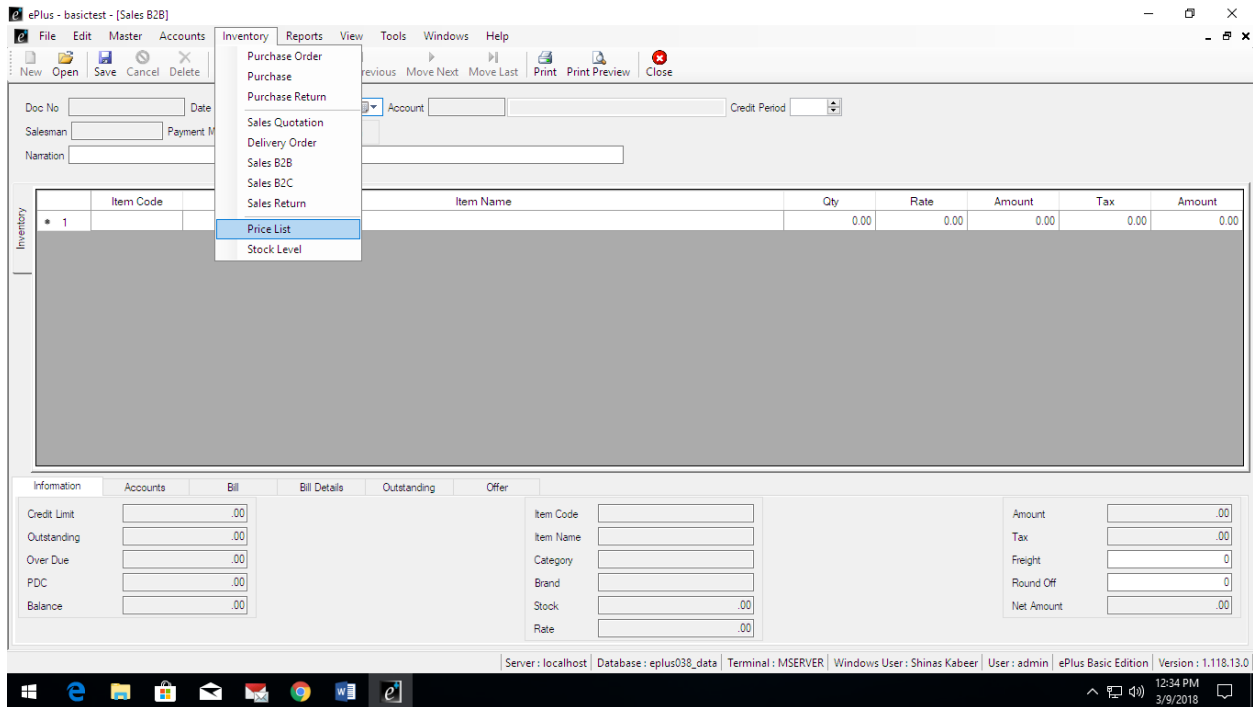 ePlus - basictest - [Sales B2B]
File Edit Master Accounts Inventory Reports View Tools Windows Help
New Open Save Cancel Delete revious Move Next Move Last Print Print Preview Close
Purchase Order
Purchase
Purchase Return
Sales Quotation
Delivery Order
Sales B2B
Sales B2C
Sales Return
Price List
Stock Level
Doc No Date Account Credit Period
Salesman Payment M
Narration
Inventory
Item Code Item Name Qty Rate Amount Tax Amount
* 1 0.00 0.00 0.00 0.00 0.00
Information Accounts Bill Bill Details Outstanding Offer
Credit Limit .00 Item Code Amount .00
Outstanding .00 Item Name Tax .00
Over Due .00 Category Freight 0
PDC .00 Brand Round Off 0
Balance .00 Stock .00 Net Amount .00
Rate .00
Server : localhost Database : eplus038_data Terminal : MSERVER Windows User : Shinas Kabeer User : admin ePlus Basic Edition Version : 1.118.13.0
12:34 PM
3/9/2018